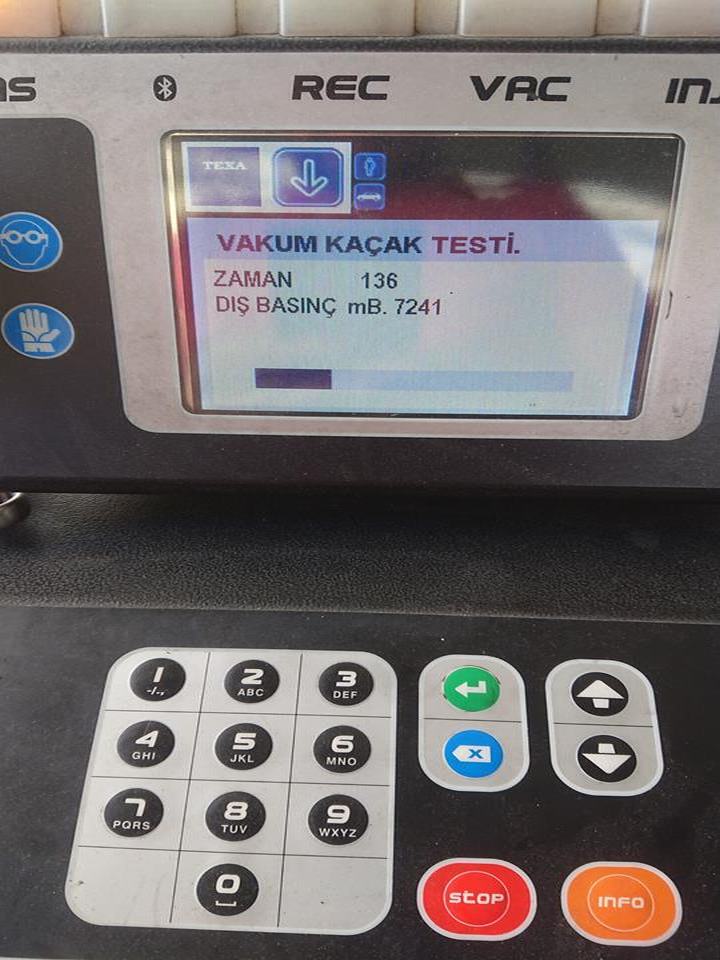 REC VAC
TEXA
VAKUM KAÇAK TESTİ.
ZAMAN 136
DIŞ BASINÇ mB. 7241
1 -/., 2 ABC 3 DEF
4 GHI 5 JKL 6 MNO
7 PQRS 8 TUV 9 WXYZ
0
STOP INFO